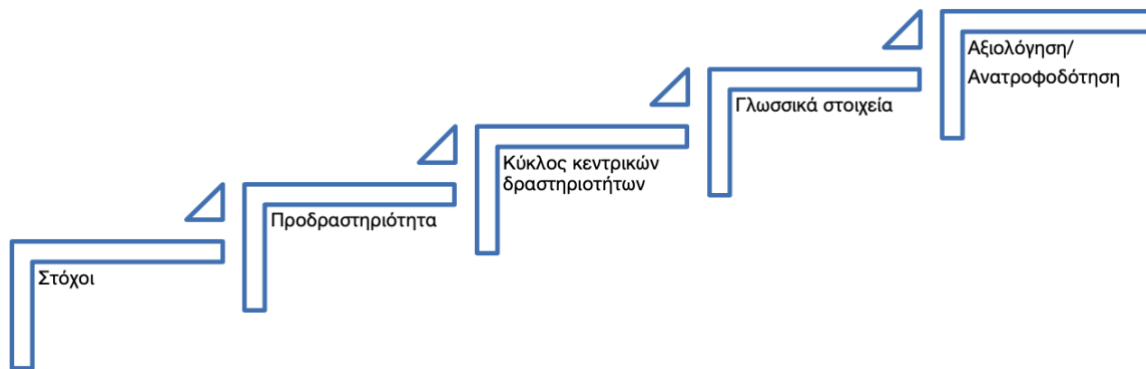 Στόχοι
Προδραστηριότητα
Κύκλος κεντρικών
δραστηριοτήτων
Γλωσσικά στοιχεία
Αξιολόγηση/
Ανατροφοδότηση